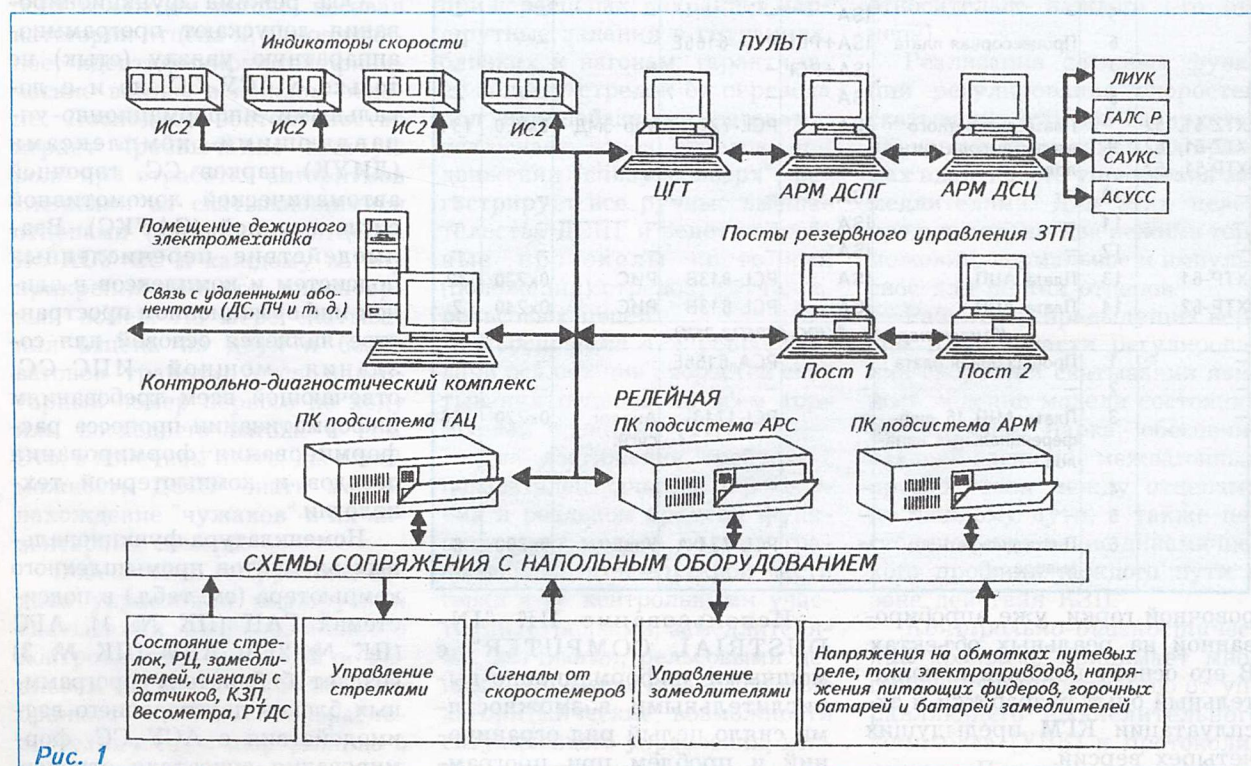 Индикаторы скорости
ПУЛЬТ
ИС2
ИС2
ИС2
ИС2
ЦГТ
АРМ ДСПГ
АРМ ДСЦ
ЛИУК
ГАЛС Р
САУКС
АСУСС
Помещение дежурного электромеханика
Связь с удаленными або-
нентами (ДС,ШЧ и т. д.)
Контрольно-диагностический комплекс
Посты резервного управления ЗТП
Пост 1
Пост 2
РЕЛЕЙНАЯ
ПК подсистема ГАЦ
ПК подсистема АРС
ПК подсистема АРМ
СХЕМЫ СОПРЯЖЕНИЯ С НАПОЛЬНЫМ ОБОРУДОВАНИЕМ
Состояние стре-
лок, РЦ, замедли-
телей, сигналы с
ДСО, ИПД, КЗП,
Весометра, РТДС
Управление
стрелками
Сигналы от
скоростемеров
Управление
замедлителями
Напряжения на обмотках путевых
реле, токи электроприводов, напря-
жения питающих фидеров, горочных
батарей и батарей замедлителей
Рис. 1